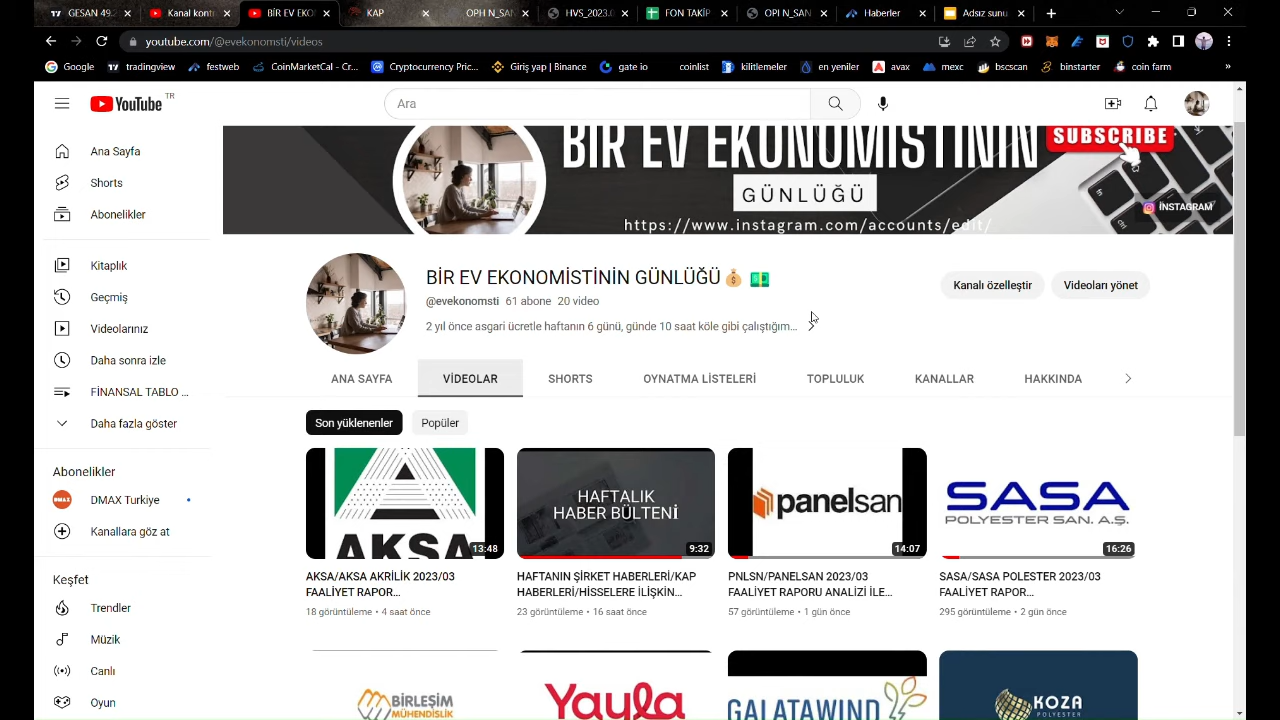 GESAN 49.2
Kanal kont
BİR EV EKO
KAP
OPH N_SAN
HVS_2023.0
FON TAKİP
OPI N_SAN
Haberler
Adsız sunu
youtube.com/@evekonomsti/videos
Google
tradingview
festweb
CoinMarketCal - Cr...
Cryptocurrency Pric...
Giriş yap | Binance
gate io
coinlist
kilitlemeler
en yeniler
avax
mexc
bscscan
binstarter
coin farm
YouTube TR
Ara
BİR EV EKONOMİSTİNİN
SUBSCRIBE
GÜNLÜĞÜ
İNSTAGRAM
https://www.instagram.com/accounts/edit/
Ana Sayfa
Shorts
Abonelikler
Kitaplık
Geçmiş
Videolarınız
Daha sonra izle
FİNANSAL TABLO ...
Daha fazla göster
Abonelikler
DMAX Turkiye
Kanallara göz at
Keşfet
Trendler
Müzik
Canlı
Oyun
BİR EV EKONOMİSTİNİN GÜNLÜĞÜ
@evekonomsti 61 abone 20 video
2 yıl önce asgari ücretle haftanın 6 günü, günde 10 saat köle gibi çalıştığım...
Kanalı özelleştir
Videoları yönet
ANA SAYFA
VİDEOLAR
SHORTS
OYNATMA LİSTELERİ
TOPLULUK
KANALLAR
HAKKINDA
Son yüklenenler
Popüler
AKSA
13:48
AKSA/AKSA AKRİLİK 2023/03
FAALİYET RAPOR...
18 görüntüleme • 4 saat önce
HAFTALIK
HABER BÜLTENİ
9:32
HAFTANIN ŞİRKET HABERLERİ/KAP
HABERLERİ/HİSSELERE İLİŞKİN...
23 görüntüleme • 16 saat önce
panelsan
14:07
PNLSN/PANELSAN 2023/03
FAALİYET RAPORU ANALİZİ İLE...
57 görüntüleme • 1 gün önce
SASA
POLYESTER SAN. A.Ş.
16:26
SASA/SASA POLESTER 2023/03
FAALİYET RAPOR...
295 görüntüleme • 2 gün önce
BİRLEŞİM
MÜHENDİSLİK
Yayla
GALATAWIND
KOZA
POLYESTER